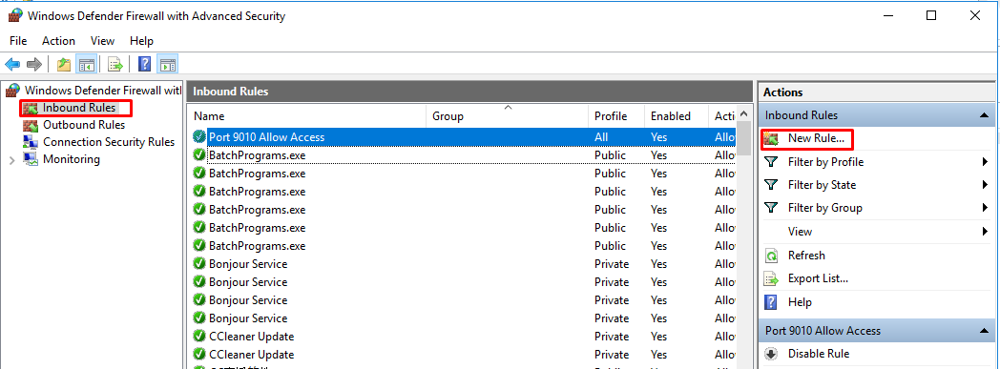 Windows Defender Firewall with Advanced Security
File Action View Help
Windows Defender Firewall with
Inbound Rules
Outbound Rules
Connection Security Rules
Monitoring
Inbound Rules
Name Group Profile Enabled Acti
Port 9010 Allow Access All Yes Allo
BatchPrograms.exe Public Yes Allo
BatchPrograms.exe Public Yes Allo
BatchPrograms.exe Public Yes Allo
BatchPrograms.exe Public Yes Allo
BatchPrograms.exe Public Yes Allo
BatchPrograms.exe Public Yes Allo
Bonjour Service Private Yes Allo
Bonjour Service Private Yes Allo
Bonjour Service Private Yes Allo
Bonjour Service Private Yes Allo
CCleaner Update Private Yes Allo
CCleaner Update Private Yes Allo
Actions
Inbound Rules
New Rule...
Filter by Profile
Filter by State
Filter by Group
View
Refresh
Export List...
Help
Port 9010 Allow Access
Disable Rule